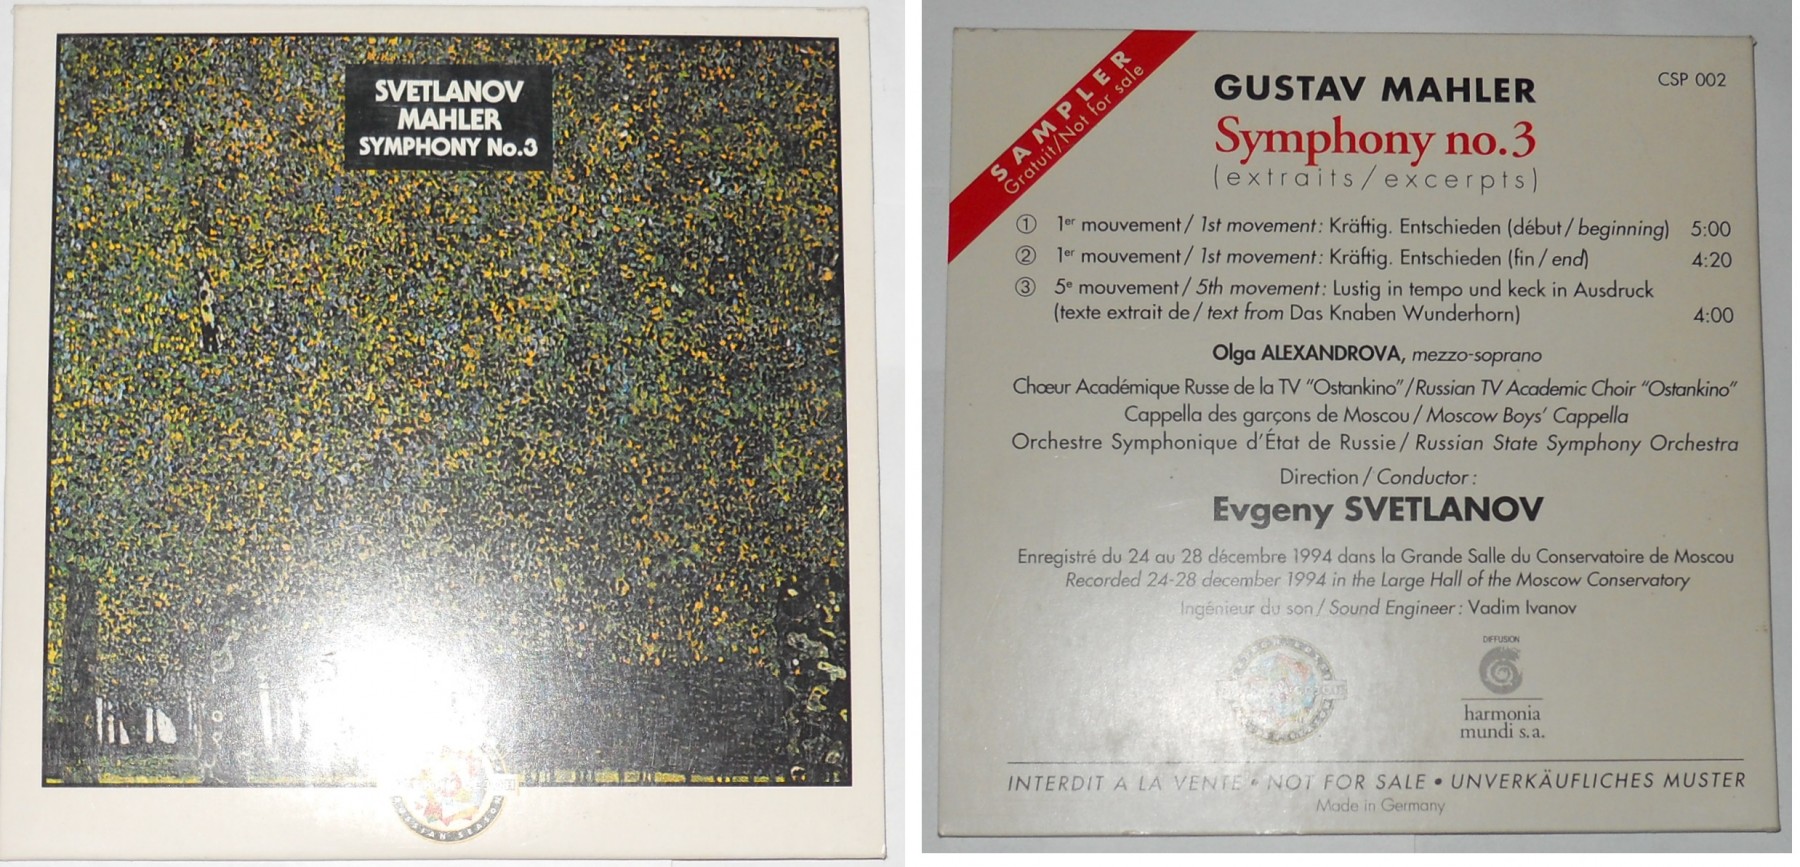 SVETLANOV
MAHLER
SYMPHONY No.3
SAMPLER
Gratuit/Not for sale
GUSTAV MAHLER
CSP 002
Symphony no.3
(extraits/excerpts)
① 1er mouvement / 1st movement: Kräftig. Entschieden (début / beginning) 5:00
② 1er mouvement / 1st movement: Kräftig. Entschieden (fin / end) 4:20
③ 5e mouvement / 5th movement: Lustig in tempo und keck in Ausdruck
(texte extrait de / text from Das Knaben Wunderhorn) 4:00
Olga ALEXANDROVA, mezzo-soprano
Chœur Académique Russe de la TV "Ostankino" / Russian TV Academic Choir "Ostankino"
Cappella des garçons de Moscou / Moscow Boys' Cappella
Orchestre Symphonique d'État de Russie / Russian State Symphony Orchestra
Direction / Conductor :
Evgeny SVETLANOV
Enregistré du 24 au 28 décembre 1994 dans la Grande Salle du Conservatoire de Moscou
Recorded 24-28 december 1994 in the Large Hall of the Moscow Conservatory
Ingénieur du son / Sound Engineer : Vadim Ivanov
DIFFUSION
harmonia
mundi s.a.
INTERDIT A LA VENTE • NOT FOR SALE • UNVERKÄUFLICHES MUSTER
Made in Germany